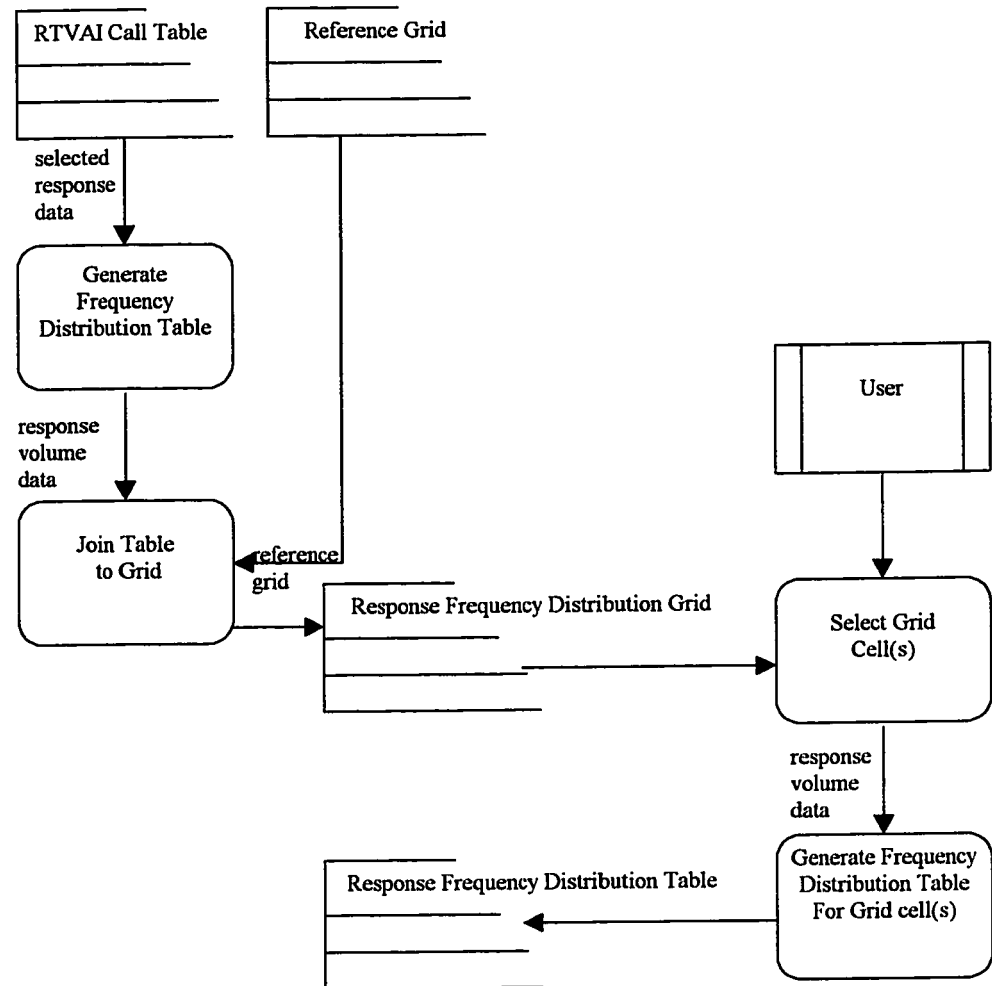 RTVAI Call Table
Reference Grid
selected
response
data
Generate
Frequency
Distribution Table
response
volume
data
User
Join Table
to Grid
reference
grid
Response Frequency Distribution Grid
Select Grid
Cell(s)
response
volume
data
Response Frequency Distribution Table
Generate Frequency
Distribution Table
For Grid cell(s)